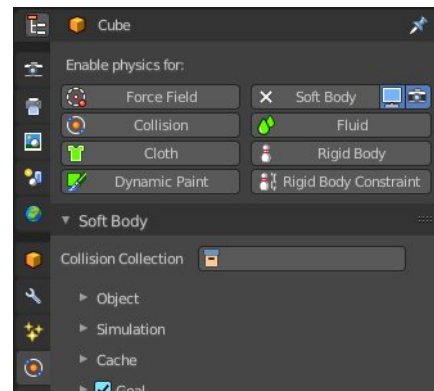 Cube
Enable physics for:
Force Field
Soft Body
Collision
Fluid
Cloth
Rigid Body
Dynamic Paint
Rigid Body Constraint
Soft Body
Collision Collection
Object
Simulation
Cache
Goal